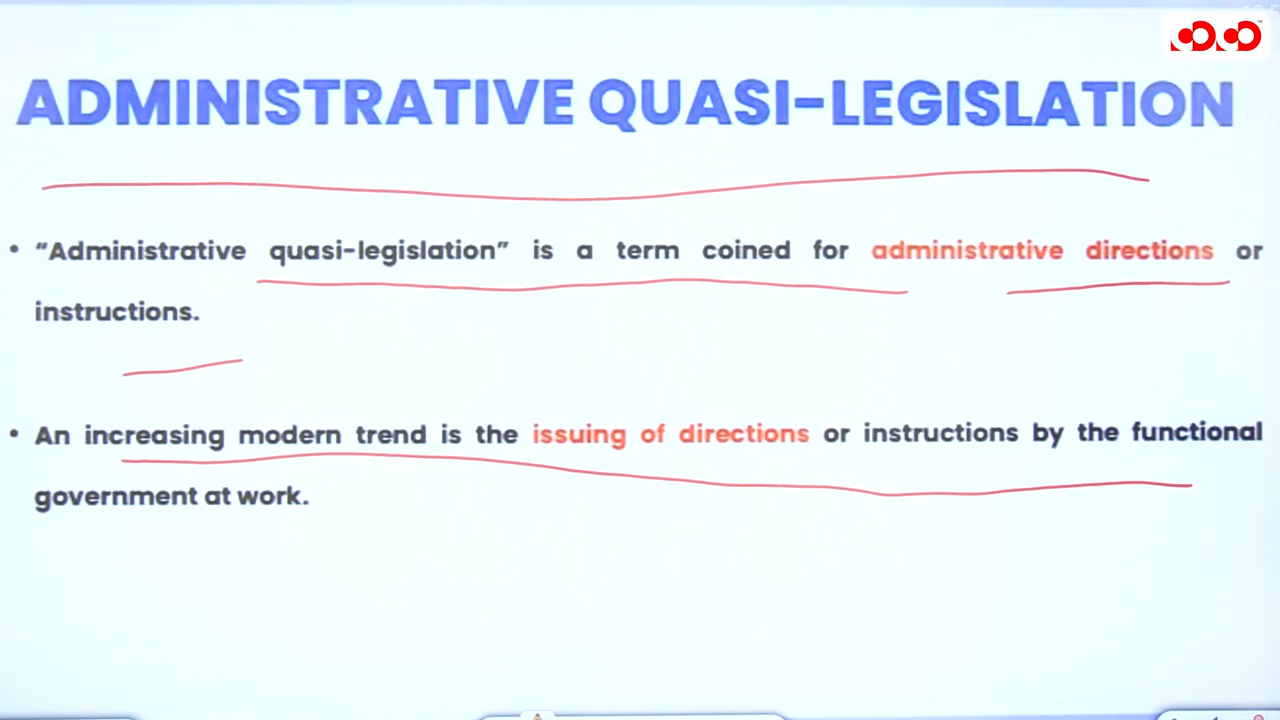 ADMINISTRATIVE QUASI-LEGISLATION
• “Administrative quasi-legislation” is a term coined for administrative directions or
instructions.
• An increasing modern trend is the issuing of directions or instructions by the functional
government at work.